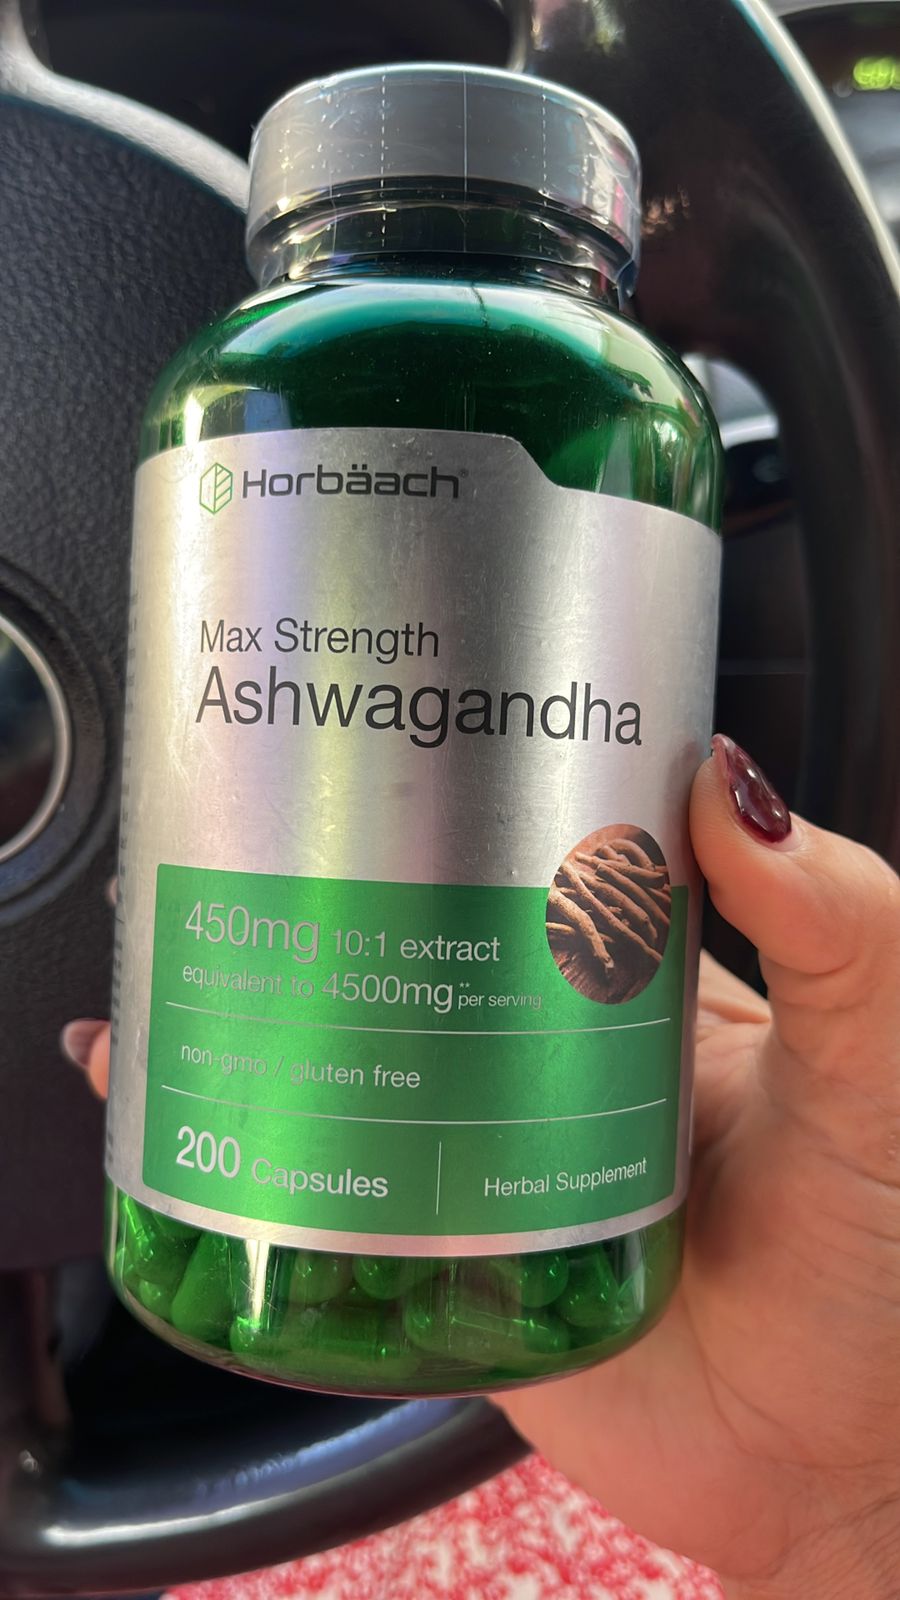 Horbäach®
Max Strength
Ashwagandha
450mg 10:1 extract
equivalent to 4500mg** per serving
non-gmo / gluten free
200 Capsules
Herbal Supplement